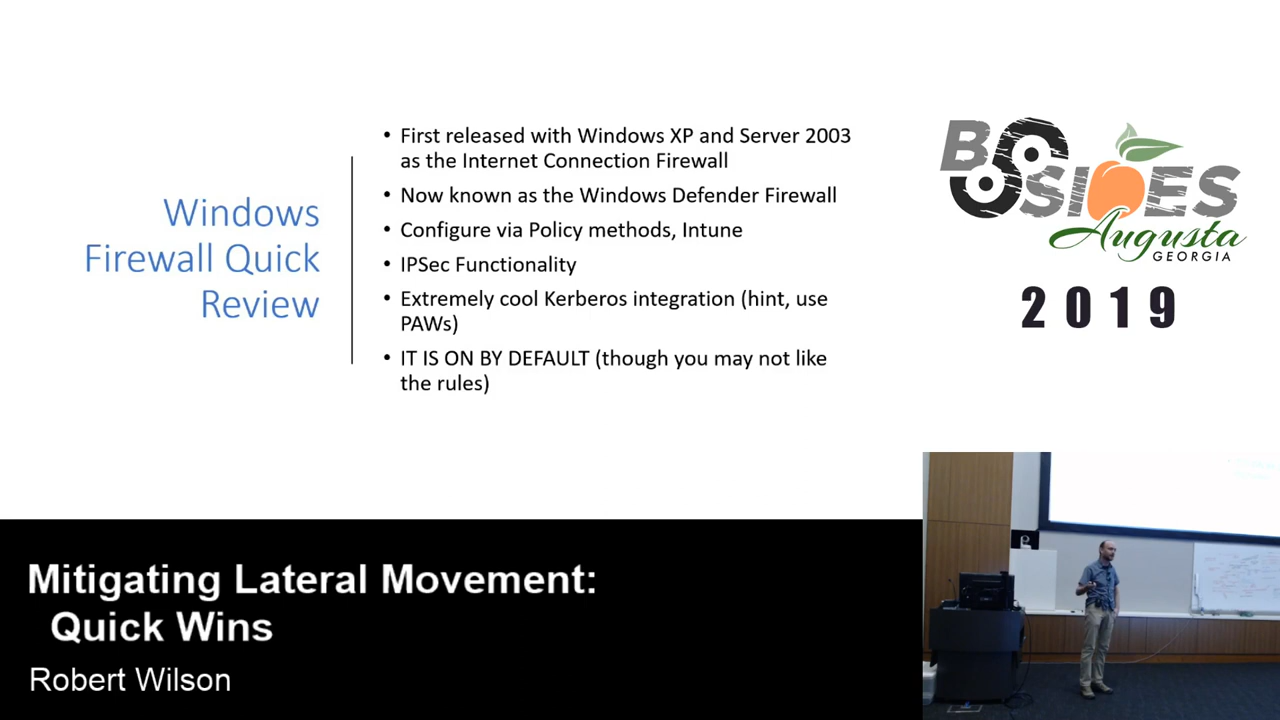 Windows
Firewall Quick
Review
• First released with Windows XP and Server 2003
as the Internet Connection Firewall
• Now known as the Windows Defender Firewall
• Configure via Policy methods, Intune
• IPSec Functionality
• Extremely cool Kerberos integration (hint, use
PAWs)
• IT IS ON BY DEFAULT (though you may not like
the rules)
BSIDES
Augusta
GEORGIA
2019
Mitigating Lateral Movement:
Quick Wins
Robert Wilson